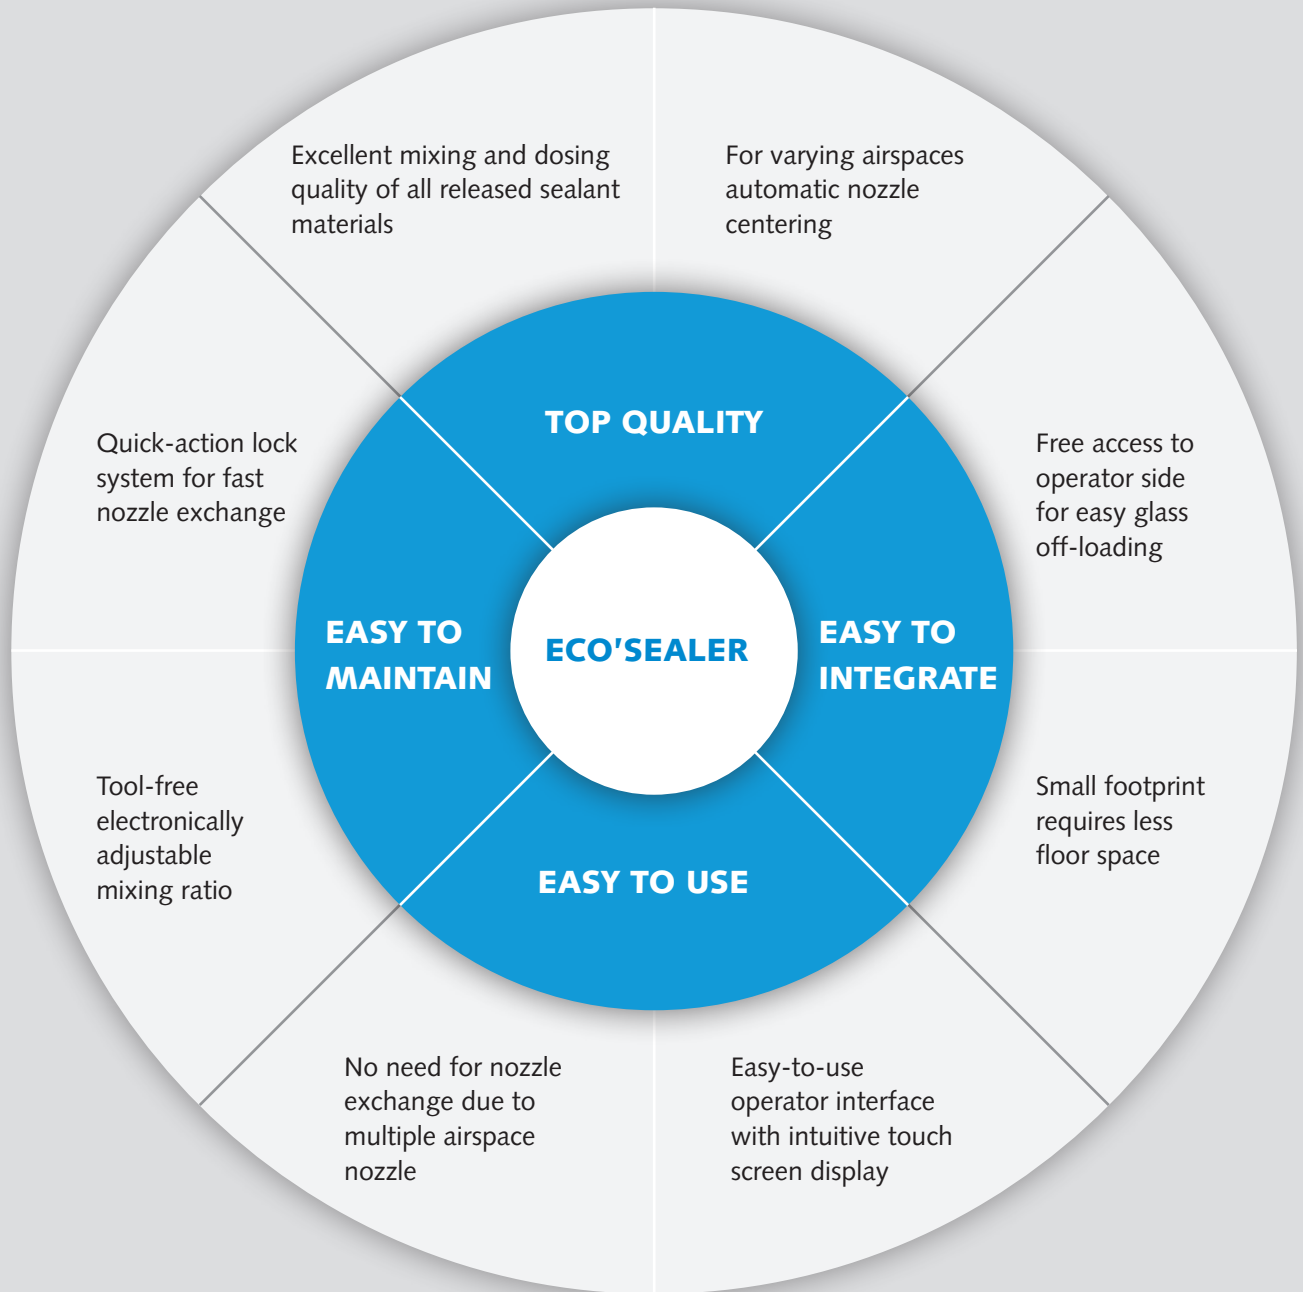 Excellent mixing and dosing
quality of all released sealant
materials
For varying airspaces
automatic nozzle
centering
Quick-action lock
system for fast
nozzle exchange
TOP QUALITY
Free access to
operator side
for easy glass
off-loading
EASY TO
MAINTAIN
ECO'SEALER
EASY TO
INTEGRATE
Tool-free
electronically
adjustable
mixing ratio
EASY TO USE
Small footprint
requires less
floor space
No need for nozzle
exchange due to
multiple airspace
nozzle
Easy-to-use
operator interface
with intuitive touch
screen display